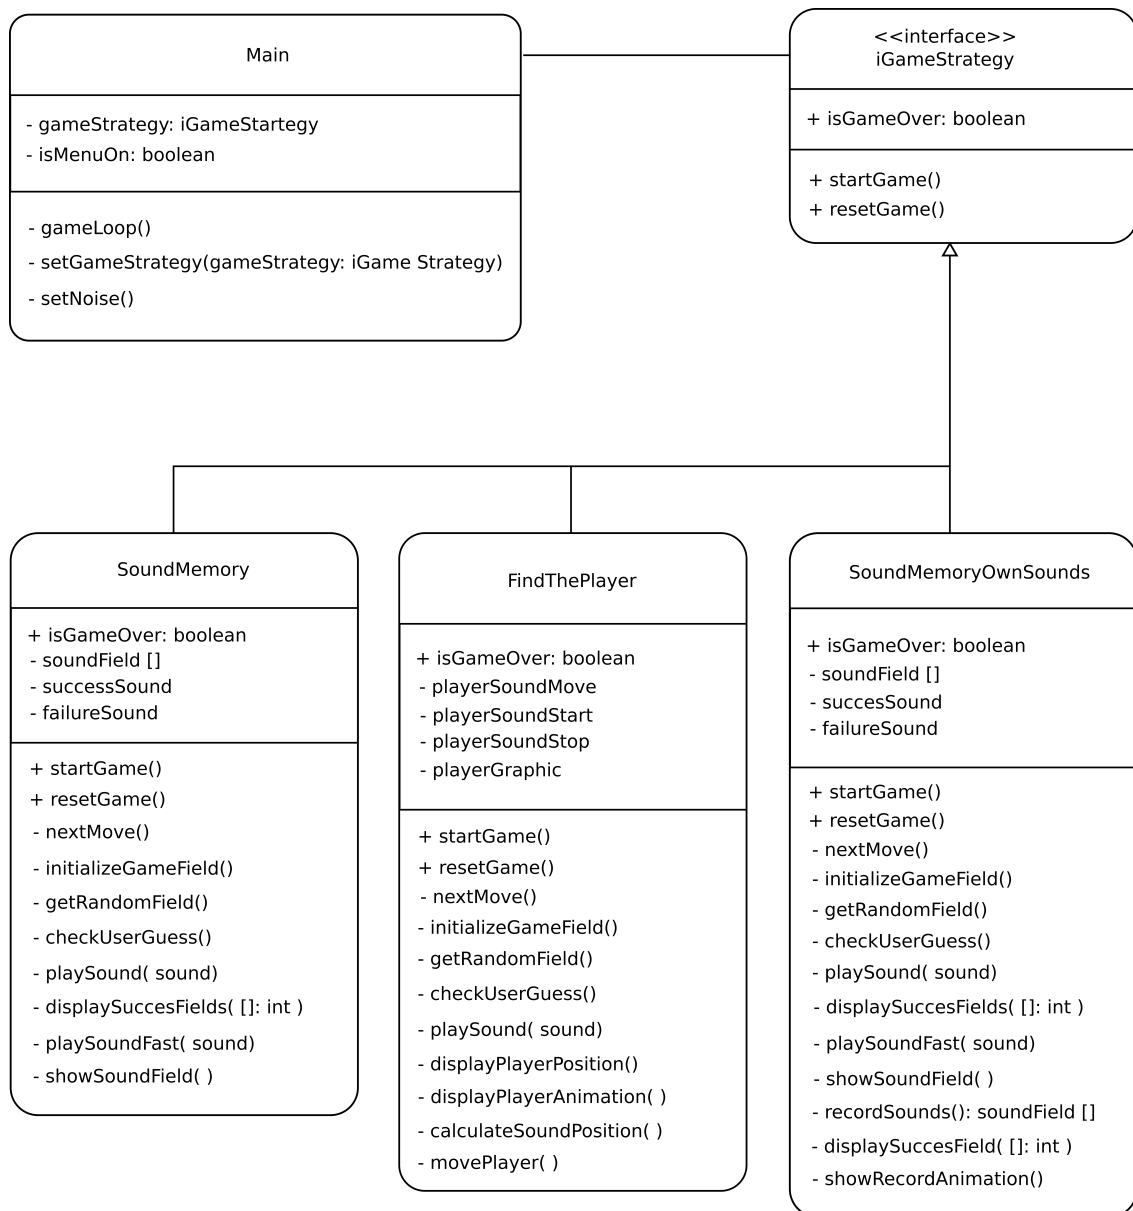 Main
- gameStrategy: iGameStartegy
- isMenuOn: boolean
- gameLoop()
- setGameStrategy(gameStrategy: iGame Strategy)
- setNoise()
<<interface>>
iGameStrategy
+ isGameOver: boolean
+ startGame()
+ resetGame()
SoundMemory
+ isGameOver: boolean
- soundField []
- successSound
- failureSound
+ startGame()
+ resetGame()
- nextMove()
- initializeGameField()
- getRandomField()
- checkUserGuess()
- playSound( sound)
- displaySuccesFields( []: int )
- playSoundFast( sound)
- showSoundField( )
FindThePlayer
+ isGameOver: boolean
- playerSoundMove
- playerSoundStart
- playerSoundStop
- playerGraphic
+ startGame()
+ resetGame()
- nextMove()
- initializeGameField()
- getRandomField()
- checkUserGuess()
- playSound( sound)
- displayPlayerPosition()
- displayPlayerAnimation( )
- calculateSoundPosition( )
- movePlayer( )
SoundMemoryOwnSounds
+ isGameOver: boolean
- soundField []
- succesSound
- failureSound
+ startGame()
+ resetGame()
- nextMove()
- initializeGameField()
- getRandomField()
- checkUserGuess()
- playSound( sound)
- displaySuccesFields( []: int )
- playSoundFast( sound)
- showSoundField( )
- recordSounds(): soundField []
- displaySuccesField( []: int )
- showRecordAnimation()